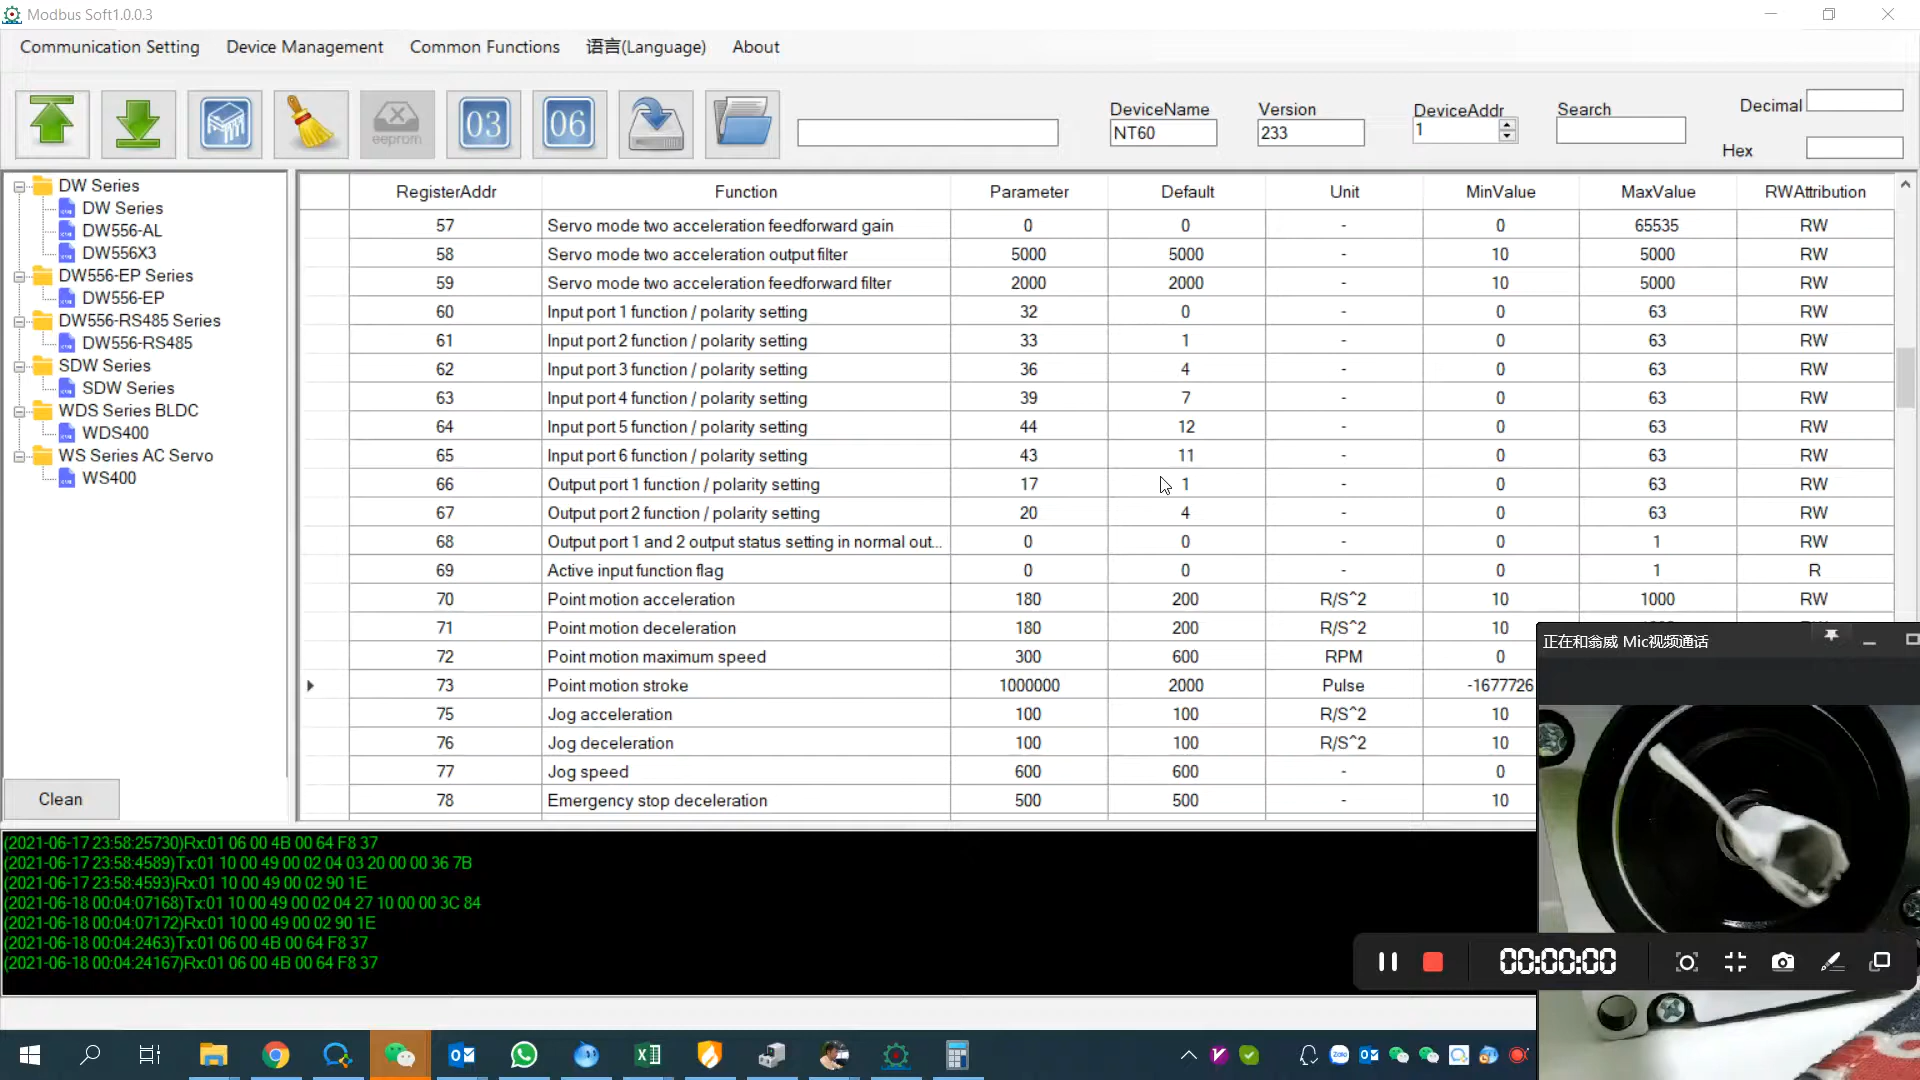 Modbus Soft1.0.0.3
Communication Setting Device Management Common Functions 语言(Language) About
eeprom 03 06
DeviceName Version DeviceAddr Search Decimal
NT60 233 1
Hex
DW Series
DW Series
DW556-AL
DW556X3
DW556-EP Series
DW556-EP
DW556-RS485 Series
DW556-RS485
SDW Series
SDW Series
WDS Series BLDC
WDS400
WS Series AC Servo
WS400
Clean
RegisterAddr Function Parameter Default Unit MinValue MaxValue RWAttribution
57 Servo mode two acceleration feedforward gain 0 0 - 0 65535 RW
58 Servo mode two acceleration output filter 5000 5000 - 10 5000 RW
59 Servo mode two acceleration feedforward filter 2000 2000 - 10 5000 RW
60 Input port 1 function / polarity setting 32 0 - 0 63 RW
61 Input port 2 function / polarity setting 33 1 - 0 63 RW
62 Input port 3 function / polarity setting 36 4 - 0 63 RW
63 Input port 4 function / polarity setting 39 7 - 0 63 RW
64 Input port 5 function / polarity setting 44 12 - 0 63 RW
65 Input port 6 function / polarity setting 43 11 - 0 63 RW
66 Output port 1 function / polarity setting 17 1 - 0 63 RW
67 Output port 2 function / polarity setting 20 4 - 0 63 RW
68 Output port 1 and 2 output status setting in normal out... 0 0 - 0 1 RW
69 Active input function flag 0 0 - 0 1 R
70 Point motion acceleration 180 200 R/S^2 10 1000 RW
71 Point motion deceleration 180 200 R/S^2 10
72 Point motion maximum speed 300 600 RPM 0
73 Point motion stroke 1000000 2000 Pulse -1677726
75 Jog acceleration 100 100 R/S^2 10
76 Jog deceleration 100 100 R/S^2 10
77 Jog speed 600 600 - 0
78 Emergency stop deceleration 500 500 - 10
正在和翁威 Mic视频通话
(2021-06-17 23:58:25730)Rx:01 06 00 4B 00 64 F8 37
(2021-06-17 23:58:4589)Tx:01 10 00 49 00 02 04 03 20 00 00 36 7B
(2021-06-17 23:58:4593)Rx:01 10 00 49 00 02 90 1E
(2021-06-18 00:04:07168)Tx:01 10 00 49 00 02 04 27 10 00 00 3C 84
(2021-06-18 00:04:07172)Rx:01 10 00 49 00 02 90 1E
(2021-06-18 00:04:2463)Tx:01 06 00 4B 00 64 F8 37
(2021-06-18 00:04:24167)Rx:01 06 00 4B 00 64 F8 37
00:00:00